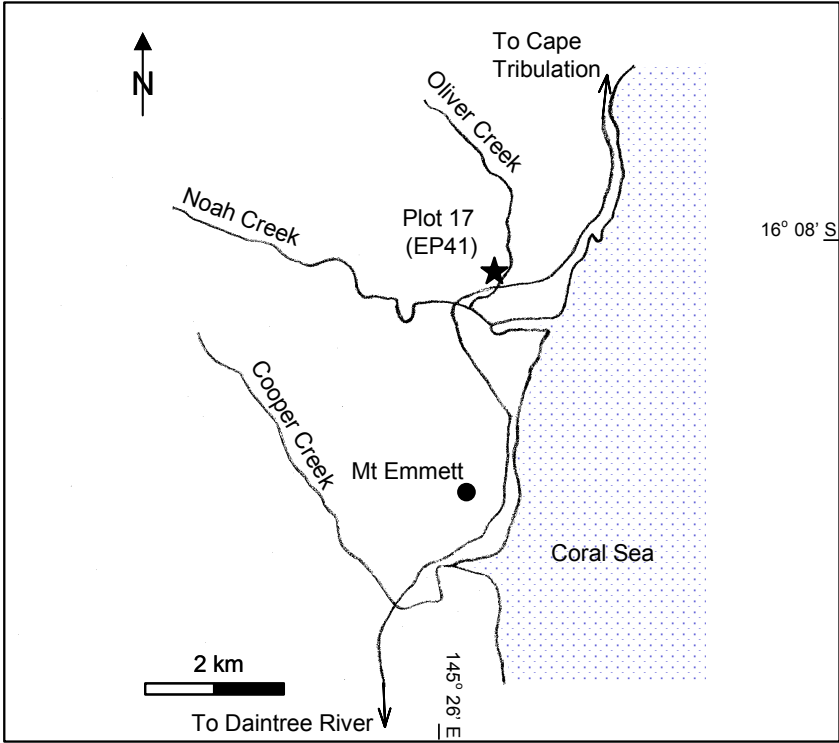 To Cape
Tribulation
N
Oliver Creek
Noah Creek
Plot 17
(EP41)
16° 08' S
Cooper Creek
Mt Emmett
Coral Sea
2 km
145° 26' E
To Daintree River